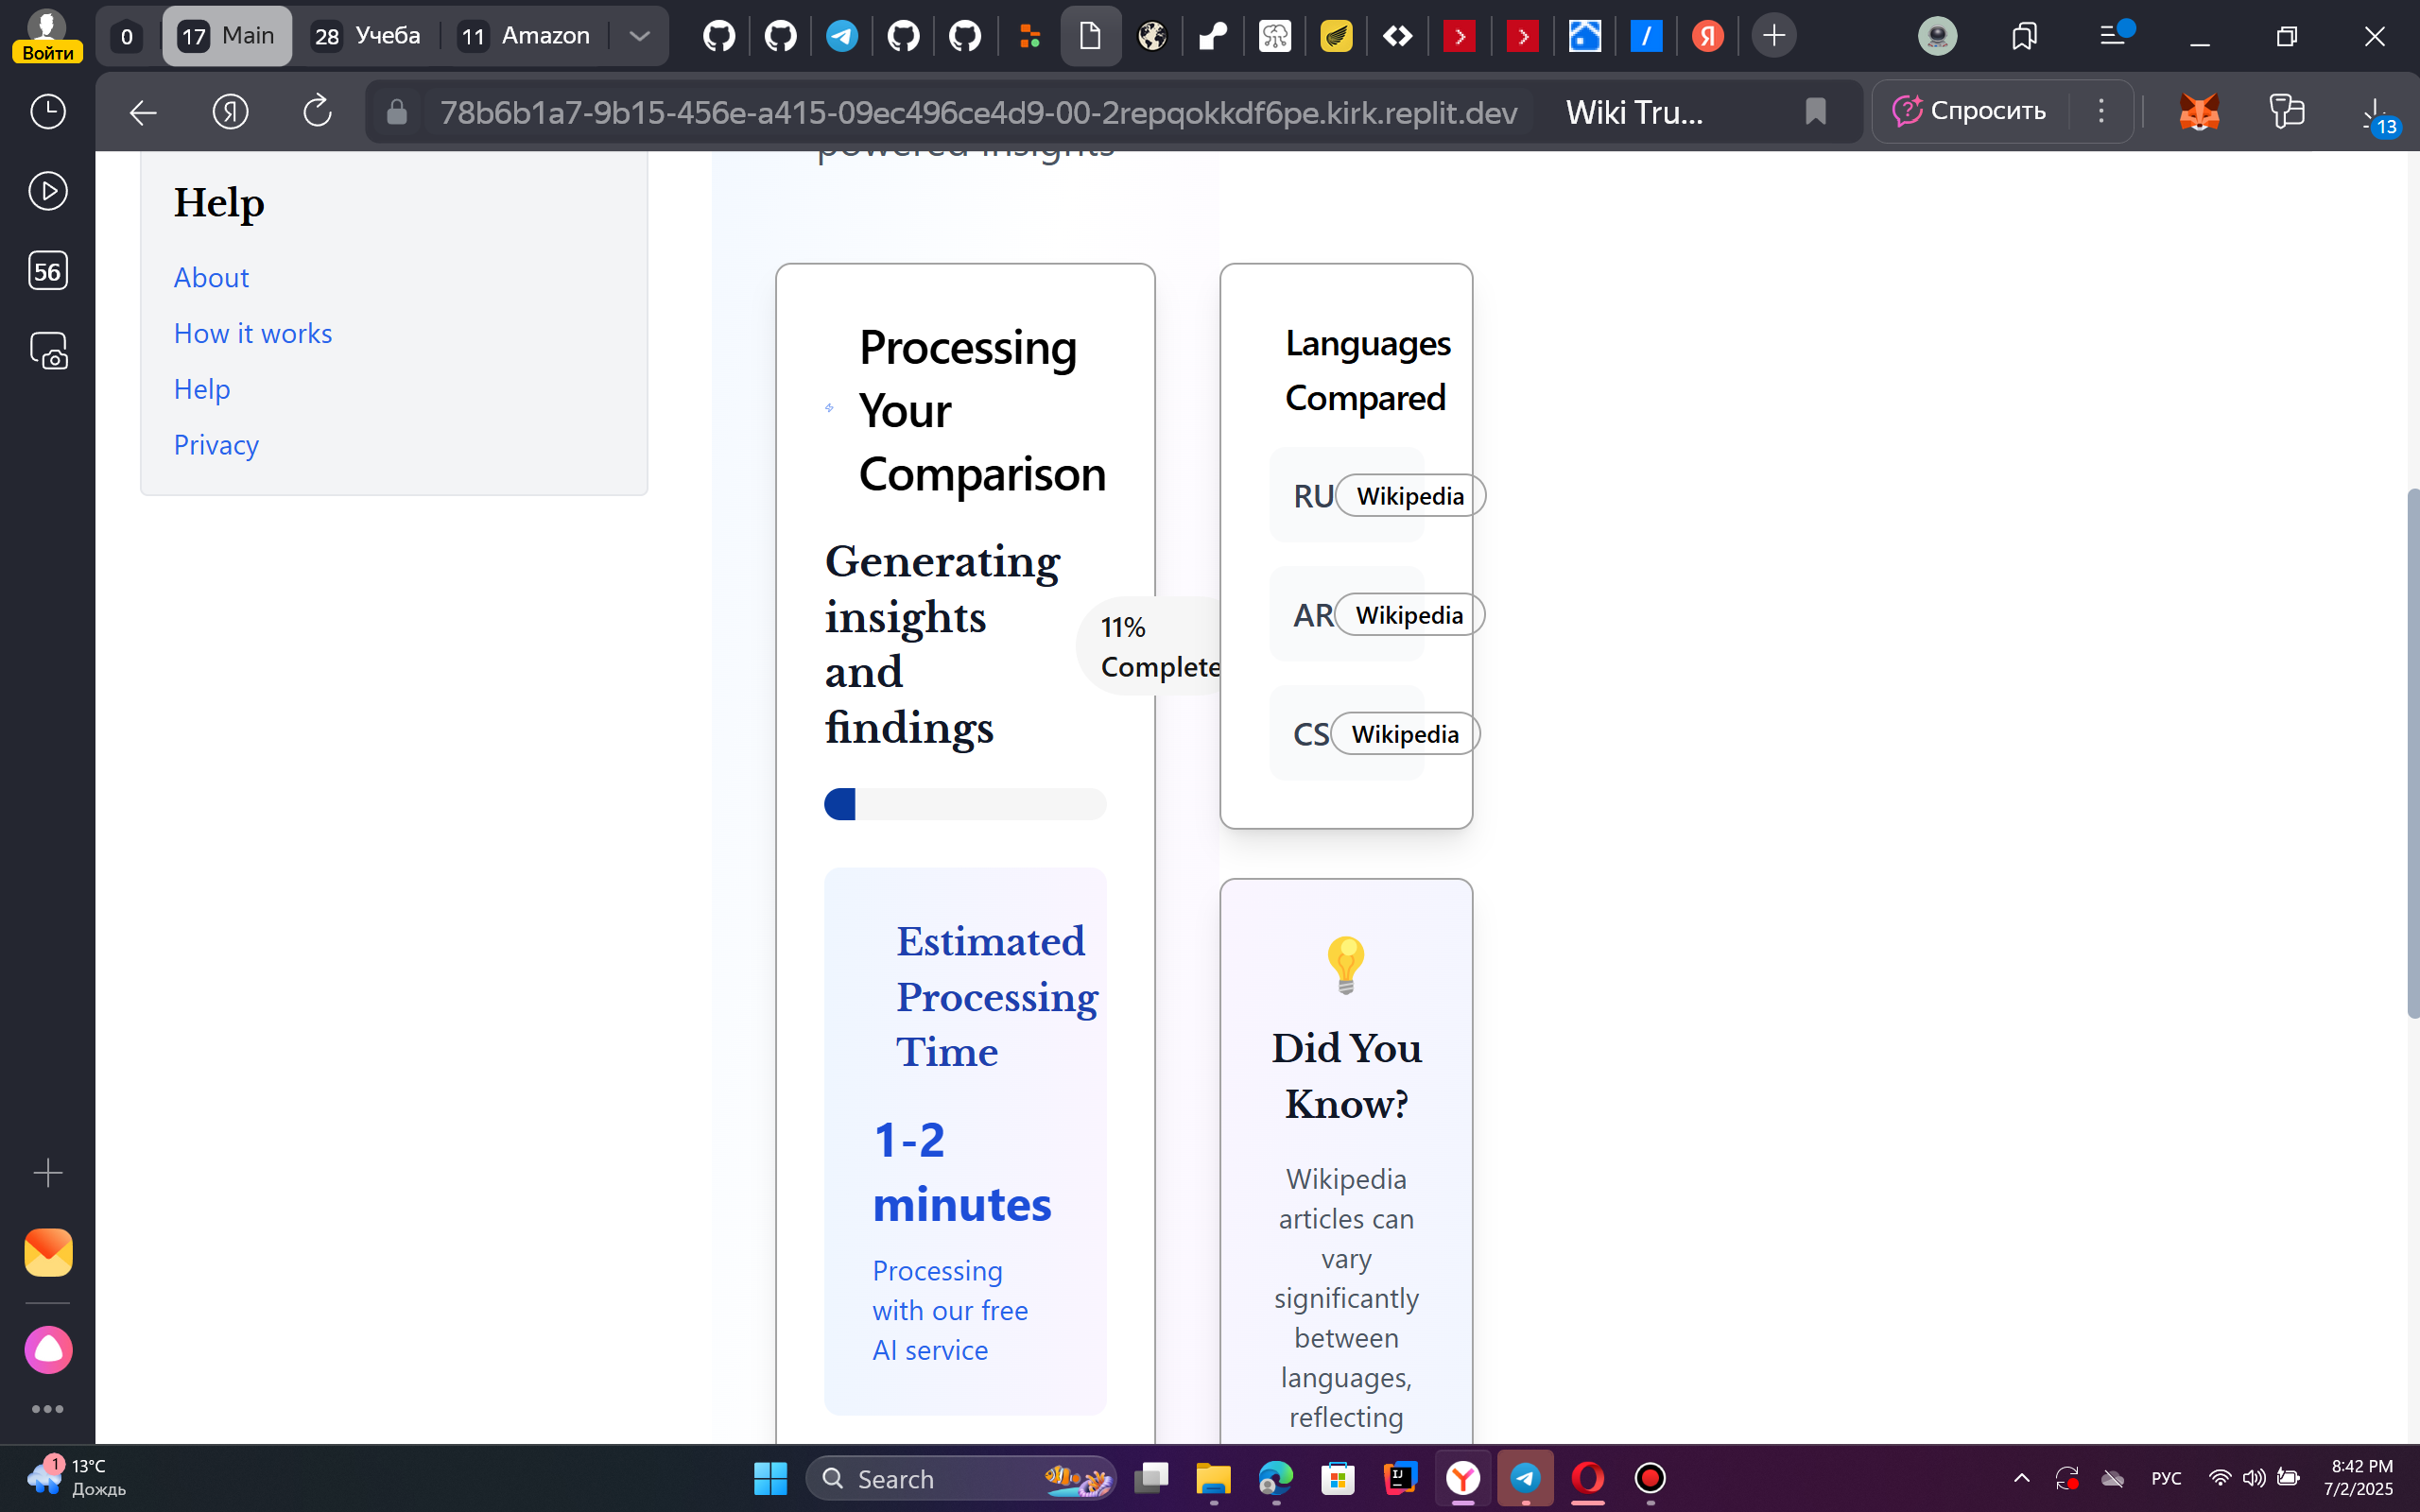 Войти
0
17 Main
28 Учеба
11 Amazon
78b6b1a7-9b15-456e-a415-09ec496ce4d9-00-2repqokkdf6pe.kirk.replit.dev
Wiki Tru...
Спросить
13
56
powered insights
Help
About
How it works
Help
Privacy
Processing
Your
Comparison
Generating
insights
and
findings
11%
Complete
Estimated
Processing
Time
1-2
minutes
Processing
with our free
AI service
Languages
Compared
RU Wikipedia
AR Wikipedia
CS Wikipedia
Did You
Know?
Wikipedia
articles can
vary
significantly
between
languages,
reflecting
1
13°C
Дождь
Search
РУС
8:42 PM
7/2/2025